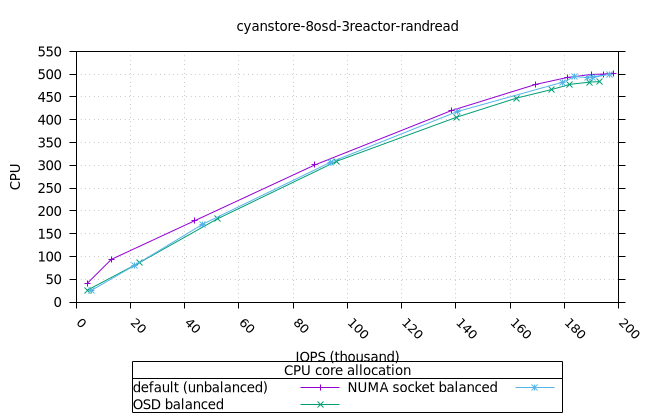 cyanstore-8osd-3reactor-randread
550
500
450
400
350
300
250
200
150
100
50
0
CPU
0 20 40 60 80 100 120 140 160 180 200
IOPS (thousand)
CPU core allocation
default (unbalanced) NUMA socket balanced
OSD balanced